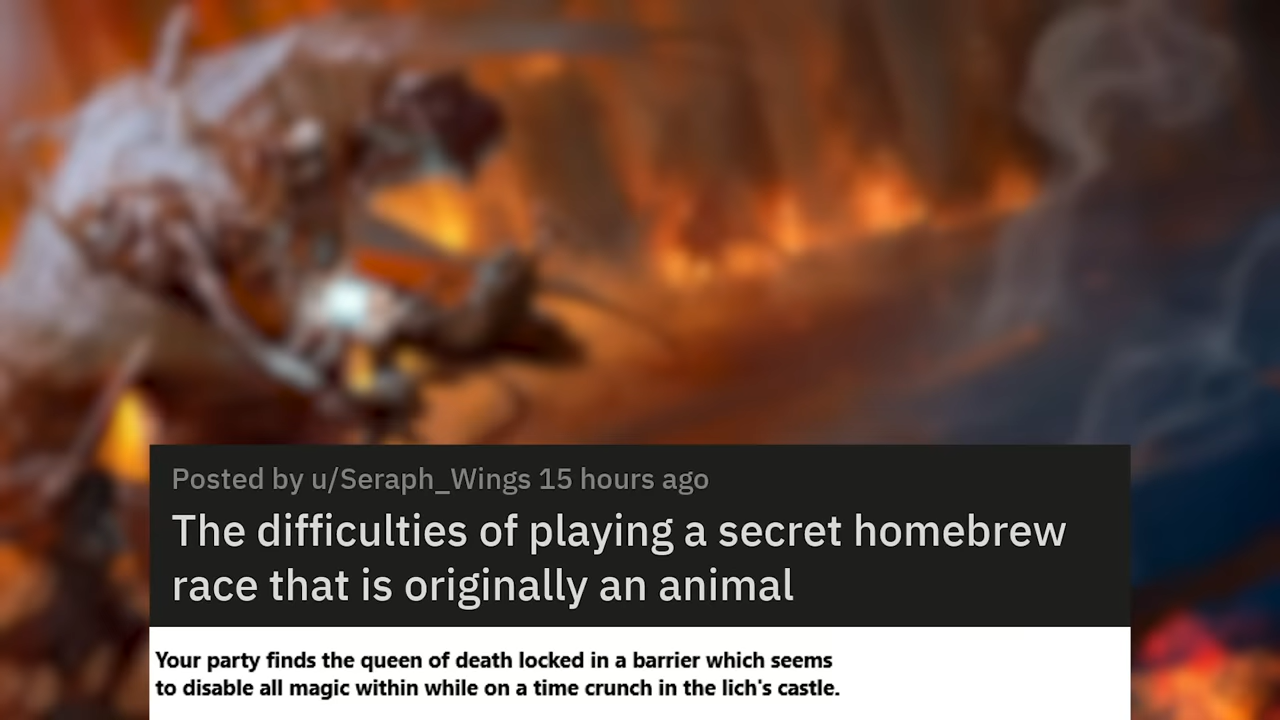 Posted by u/Seraph_Wings 15 hours ago
The difficulties of playing a secret homebrew
race that is originally an animal
Your party finds the queen of death locked in a barrier which seems
to disable all magic within while on a time crunch in the lich's castle.